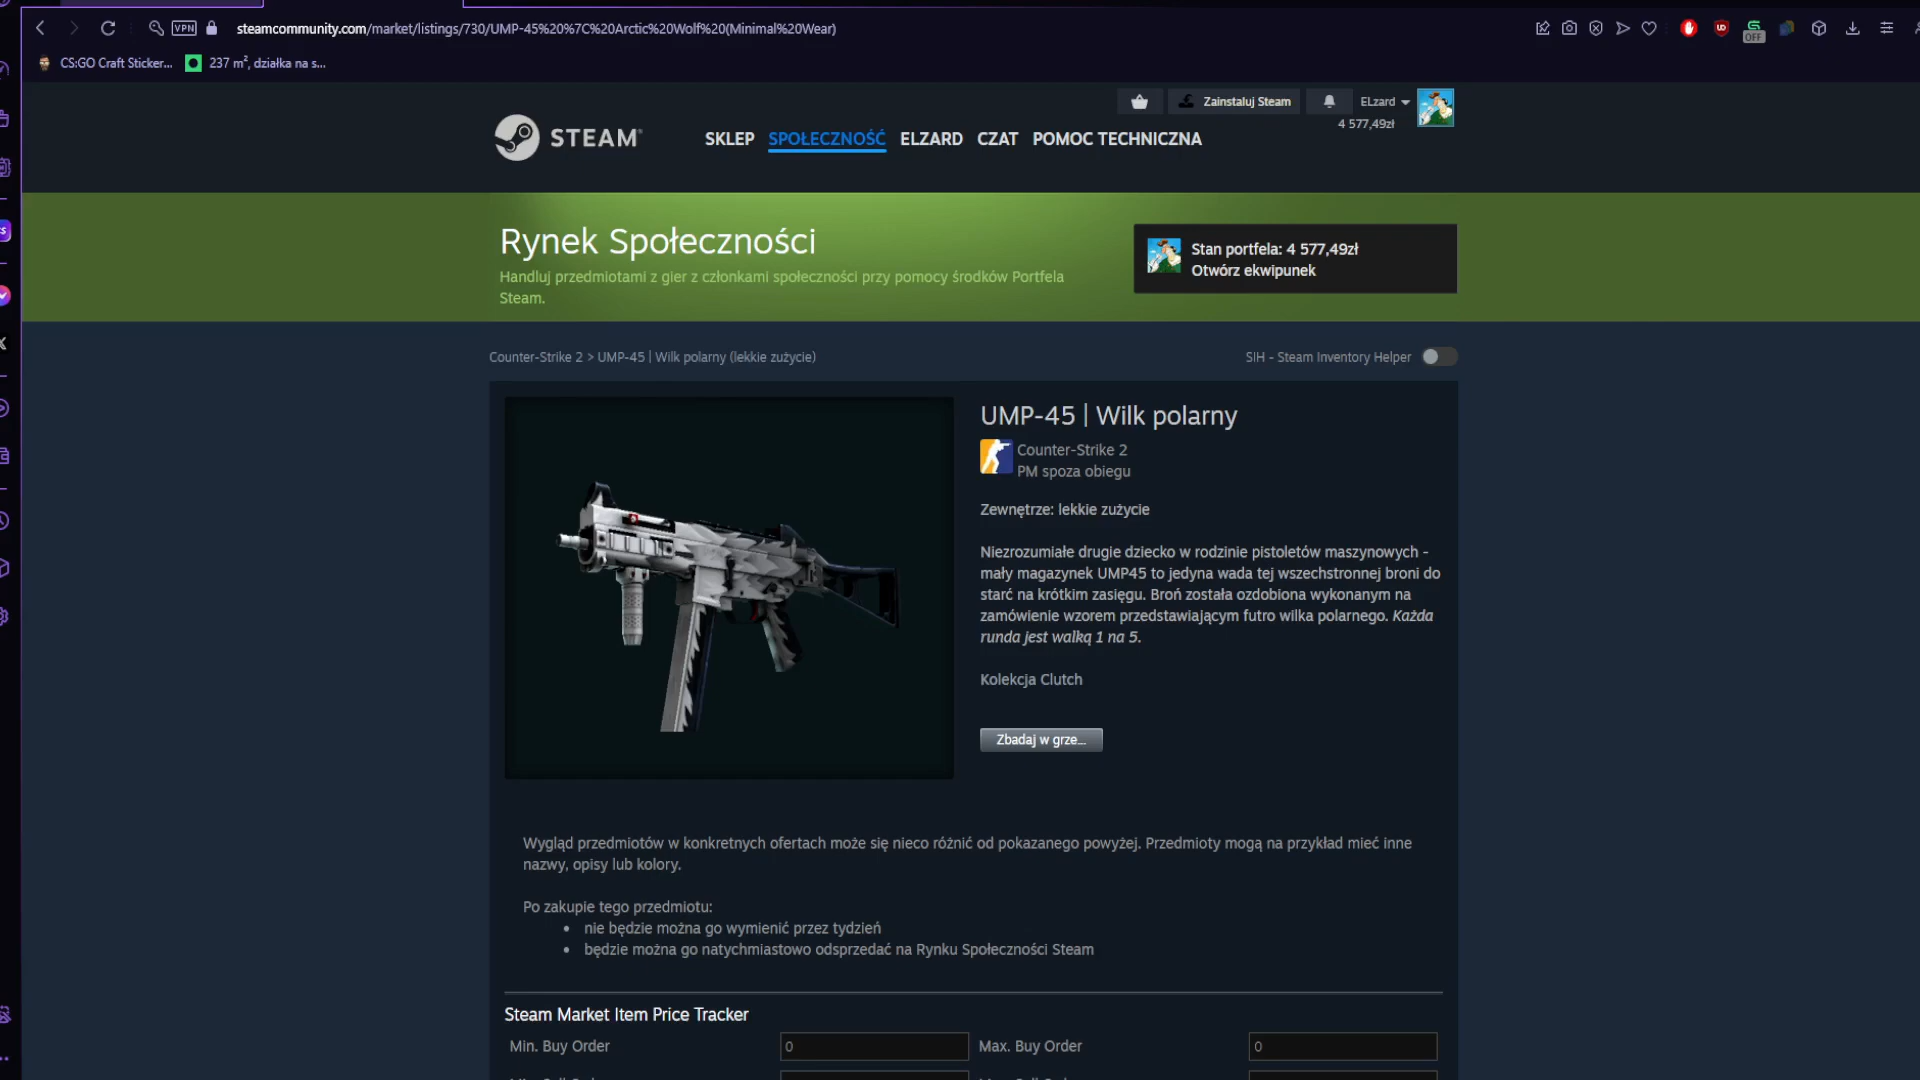 VPN
steamcommunity.com/market/listings/730/UMP-45%20%7C%20Arctic%20Wolf%20(Minimal%20Wear)
OFF
CS:GO Craft Sticker...
237 m², działka na s...
Zainstaluj Steam
ELzard
4 577,49zł
STEAM
SKLEP SPOŁECZNOŚĆ ELZARD CZAT POMOC TECHNICZNA
Rynek Społeczności
Handluj przedmiotami z gier z członkami społeczności przy pomocy środków Portfela
Steam.
Stan portfela: 4 577,49zł
Otwórz ekwipunek
Counter-Strike 2 > UMP-45 | Wilk polarny (lekkie zużycie)
SIH - Steam Inventory Helper
UMP-45 | Wilk polarny
Counter-Strike 2
PM spoza obiegu
Zewnętrze: lekkie zużycie
Niezrozumiałe drugie dziecko w rodzinie pistoletów maszynowych -
mały magazynek UMP45 to jedyna wada tej wszechstronnej broni do
starć na krótkim zasięgu. Broń została ozdobiona wykonanym na
zamówienie wzorem przedstawiającym futro wilka polarnego. Każda
runda jest walką 1 na 5.
Kolekcja Clutch
Zbadaj w grze...
Wygląd przedmiotów w konkretnych ofertach może się nieco różnić od pokazanego powyżej. Przedmioty mogą na przykład mieć inne
nazwy, opisy lub kolory.
Po zakupie tego przedmiotu:
• nie będzie można go wymienić przez tydzień
• będzie można go natychmiastowo odsprzedać na Rynku Społeczności Steam
Steam Market Item Price Tracker
Min. Buy Order 0 Max. Buy Order 0